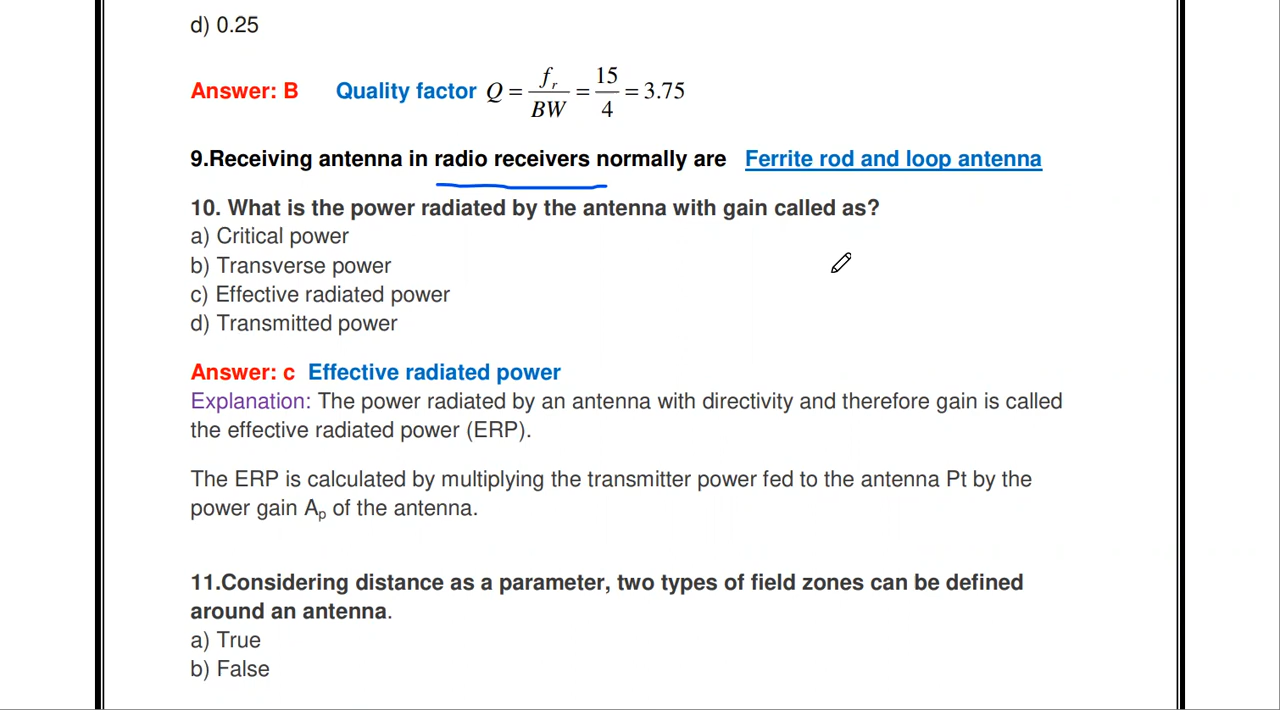 d) 0.25
Answer: B Quality factor Q = f_r / BW = 15 / 4 = 3.75
9.Receiving antenna in radio receivers normally are Ferrite rod and loop antenna
10. What is the power radiated by the antenna with gain called as?
a) Critical power
b) Transverse power
c) Effective radiated power
d) Transmitted power
Answer: c Effective radiated power
Explanation: The power radiated by an antenna with directivity and therefore gain is called
the effective radiated power (ERP).
The ERP is calculated by multiplying the transmitter power fed to the antenna Pt by the
power gain Ap of the antenna.
11.Considering distance as a parameter, two types of field zones can be defined
around an antenna.
a) True
b) False